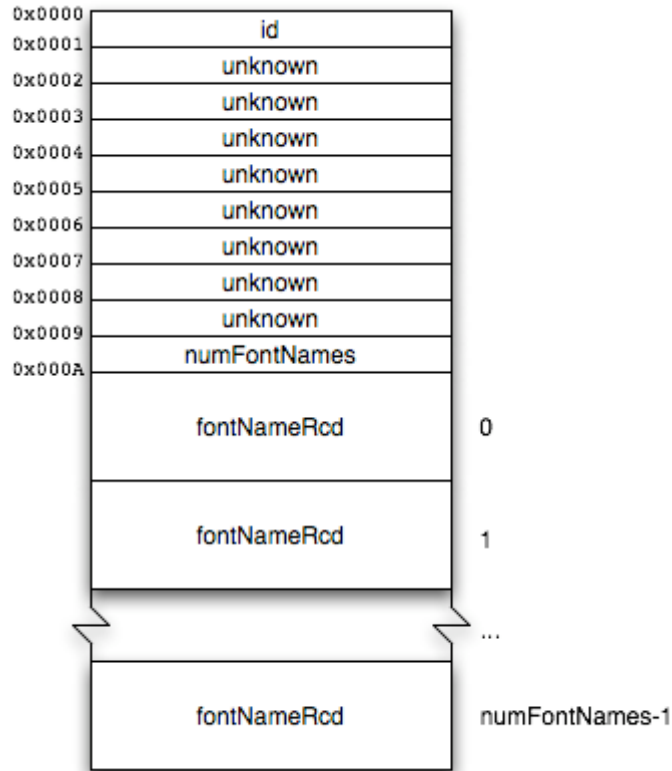 0x0000
id
0x0001
unknown
0x0002
unknown
0x0003
unknown
0x0004
unknown
0x0005
unknown
0x0006
unknown
0x0007
unknown
0x0008
unknown
0x0009
numFontNames
0x000A
fontNameRcd 0
fontNameRcd 1
...
fontNameRcd numFontNames-1